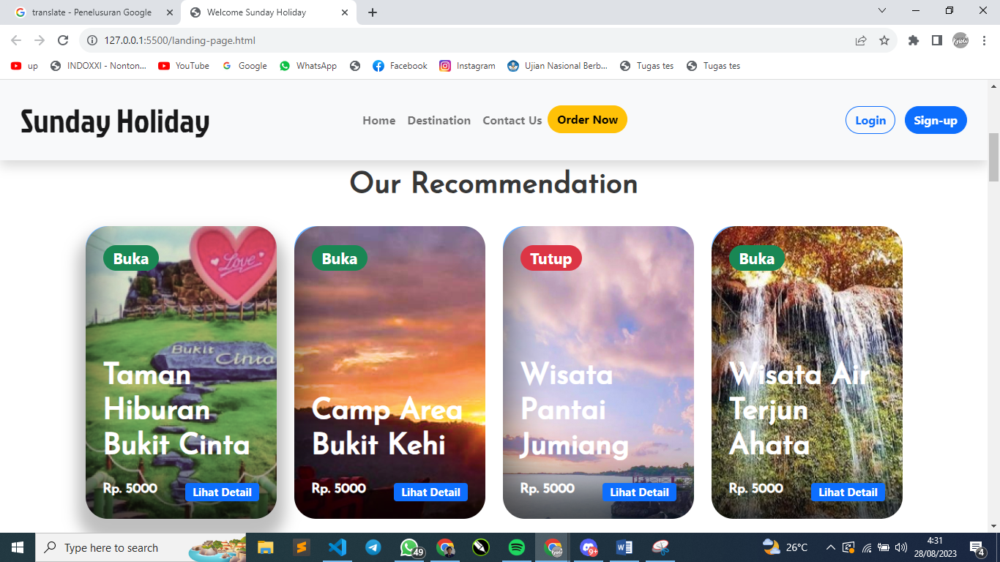 translate - Penelusuran Google
Welcome Sunday Holiday
127.0.0.1:5500/landing-page.html
up
INDOXXI - Nonton...
YouTube
Google
WhatsApp
Facebook
Instagram
Ujian Nasional Berb...
Tugas tes
Tugas tes
Sunday Holiday
Home
Destination
Contact Us
Order Now
Login
Sign-up
Our Recommendation
Buka
Love
Bukit
Cinta
Taman
Hiburan
Bukit Cinta
Rp. 5000
Lihat Detail
Buka
Camp Area
Bukit Kehi
Rp. 5000
Lihat Detail
Tutup
Wisata
Pantai
Jumiang
Rp. 5000
Lihat Detail
Buka
Wisata Air
Terjun
Ahata
Rp. 5000
Lihat Detail
Type here to search
49
9+
26°C
4:31
28/08/2023
4